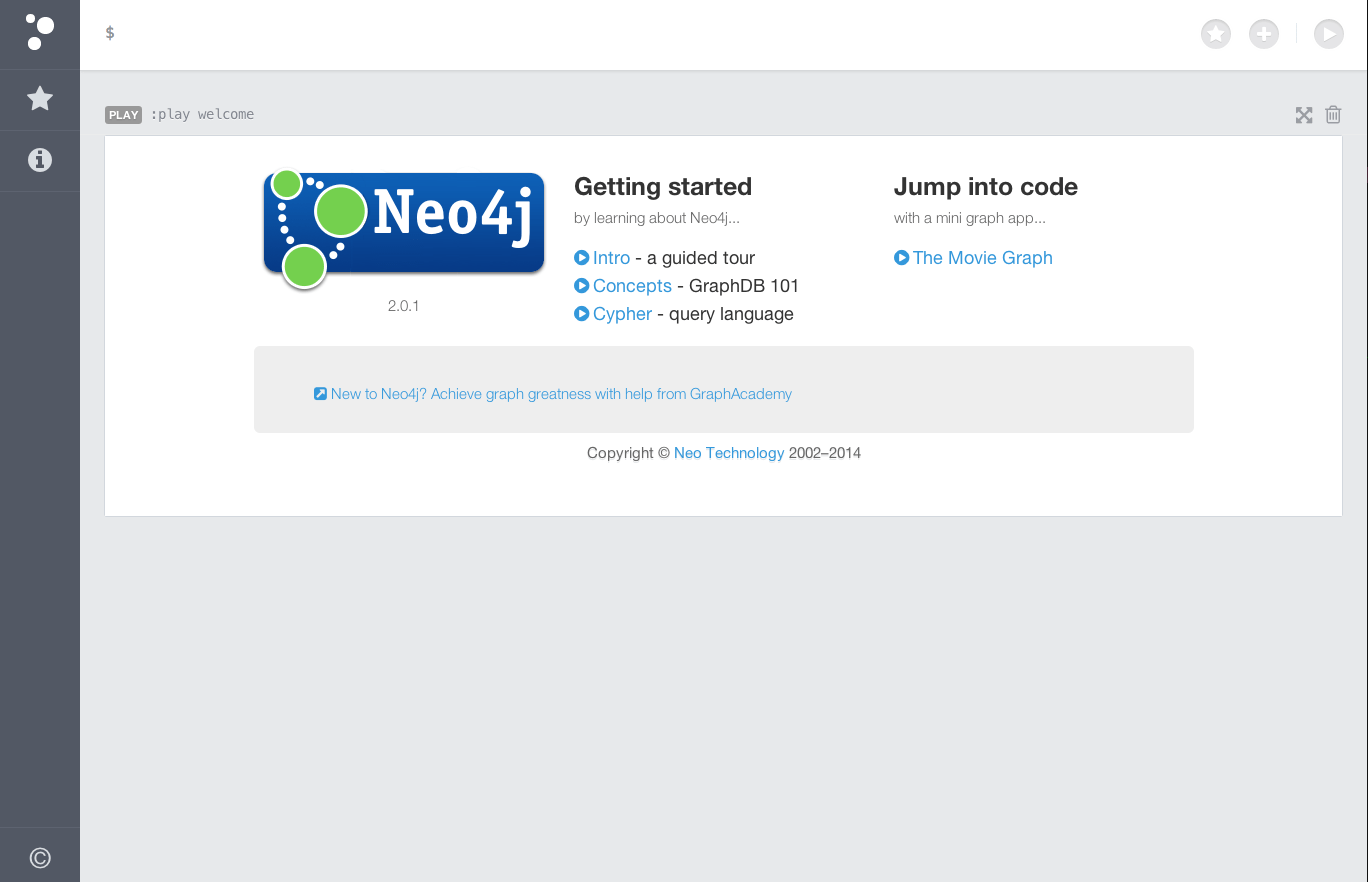 $
PLAY :play welcome
Neo4j
2.0.1
Getting started
by learning about Neo4j...
Intro - a guided tour
Concepts - GraphDB 101
Cypher - query language
Jump into code
with a mini graph app...
The Movie Graph
New to Neo4j? Achieve graph greatness with help from GraphAcademy
Copyright © Neo Technology 2002–2014
©